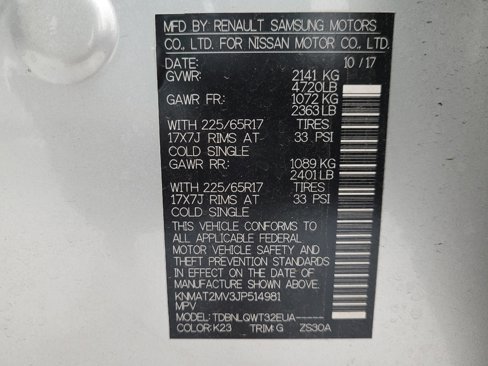 MFD BY: RENAULT SAMSUNG MOTORS
CO., LTD. FOR NISSAN MOTOR CO., LTD.
DATE: 10/17
GVWR: 2141 KG
4720LB
GAWR FR: 1072 KG
2363 LB
WITH 225/65R17 TIRES
17X7J RIMS AT 33 PSI
COLD SINGLE
GAWR RR: 1089 KG
2401 LB
WITH 225/65R17 TIRES
17X7J RIMS AT 33 PSI
COLD SINGLE
THIS VEHICLE CONFORMS TO
ALL APPLICABLE FEDERAL
MOTOR VEHICLE SAFETY AND
THEFT PREVENTION STANDARDS
IN EFFECT ON THE DATE OF
MANUFACTURE SHOWN ABOVE.
KNMAT2MV3JP514981
MPV
MODEL: TDBNLQWT32EUA-----
COLOR: K23 TRIM: G ZS30A